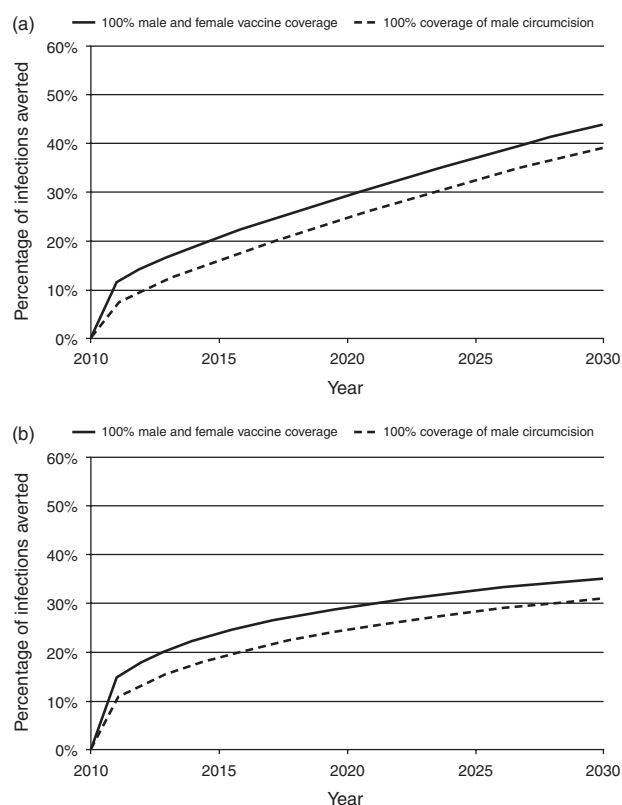 (a)
100% male and female vaccine coverage 100% coverage of male circumcision
60%
50%
40%
30%
20%
10%
0%
Percentage of infections averted
2010 2015 2020 2025 2030
Year
(b)
100% male and female vaccine coverage 100% coverage of male circumcision
60%
50%
40%
30%
20%
10%
0%
Percentage of infections averted
2010 2015 2020 2025 2030
Year